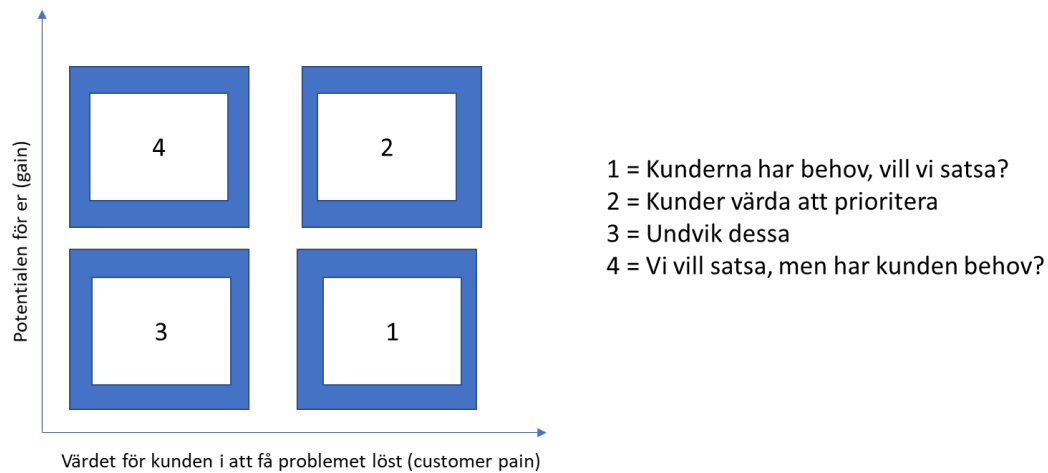 Potentialen för er (gain)
4
2
3
1
Värdet för kunden i att få problemet löst (customer pain)
1 = Kunderna har behov, vill vi satsa?
2 = Kunder värda att prioritera
3 = Undvik dessa
4 = Vi vill satsa, men har kunden behov?